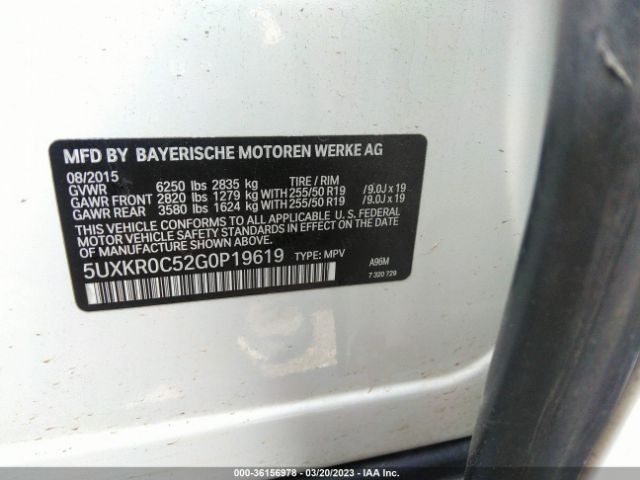 MFD BY BAYERISCHE MOTOREN WERKE AG
08/2015
GVWR 6250 lbs 2835 kg TIRE / RIM
GAWR FRONT 2820 lbs 1279 kg WITH 255/50 R19 /9.0J x 19
GAWR REAR 3580 lbs 1624 kg WITH 255/50 R19 /9.0J x 19
THIS VEHICLE CONFORMS TO ALL APPLICABLE U. S. FEDERAL
MOTOR VEHICLE SAFETY STANDARDS IN EFFECT ON THE DATE
OF MANUFACTURE SHOWN ABOVE.
5UXKR0C52G0P19619 TYPE: MPV A96M
7 320 729
000-36156978 - 03/20/2023 - IAA Inc.